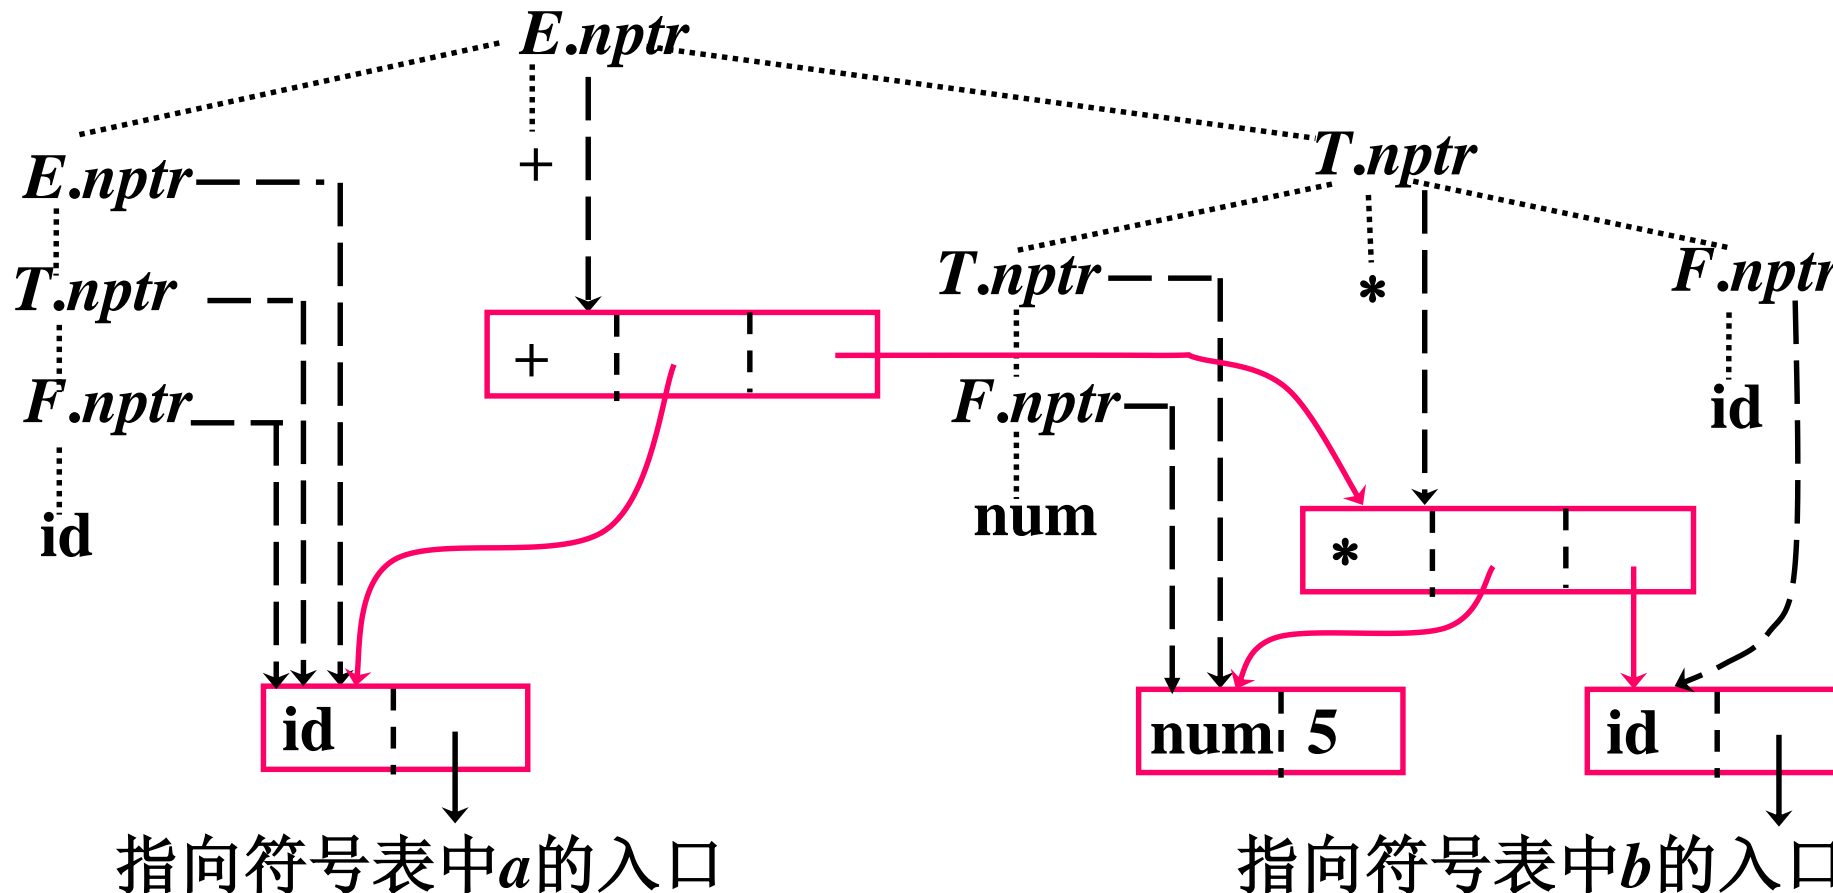 E.nptr
+
E.nptr
T.nptr
T.nptr
T.nptr
*
F.nptr
+
F.nptr
F.nptr
id
id
num
*
id
num 5
id
指向符号表中a的入口
指向符号表中b的入口